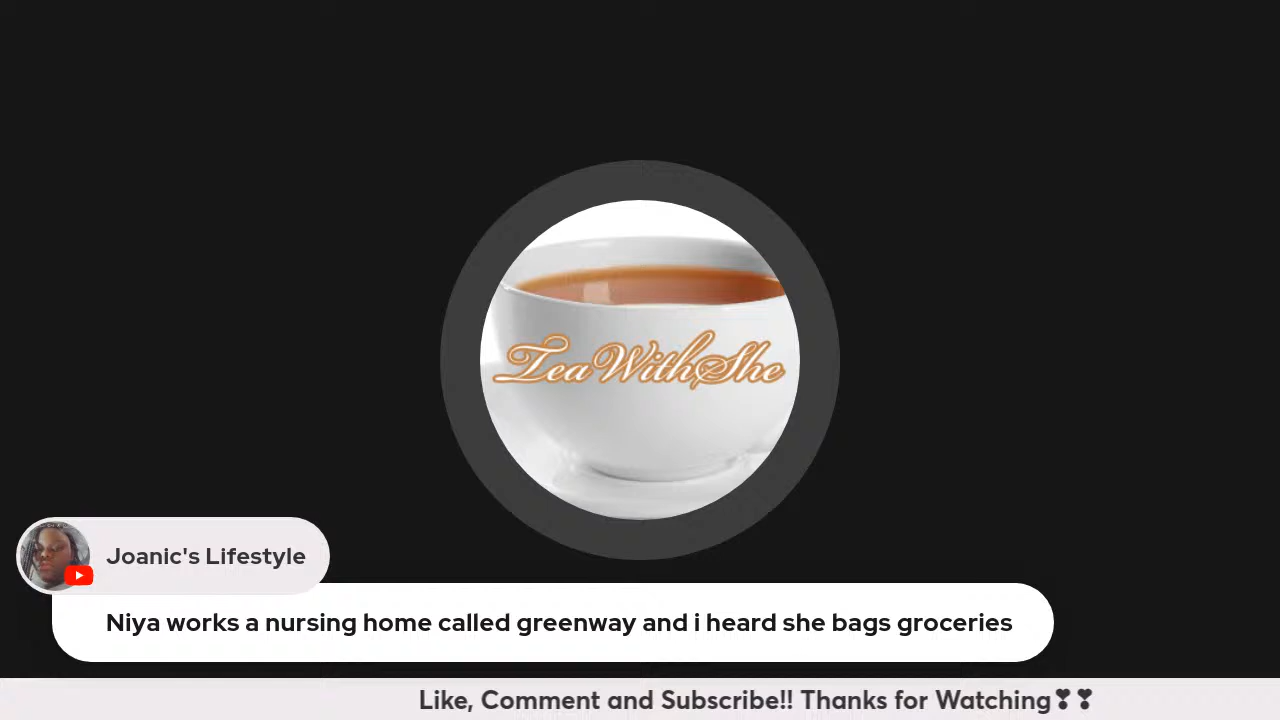 TeaWithShe
Joanic's Lifestyle
Niya works a nursing home called greenway and i heard she bags groceries
Like, Comment and Subscribe!! Thanks for Watching❣❣